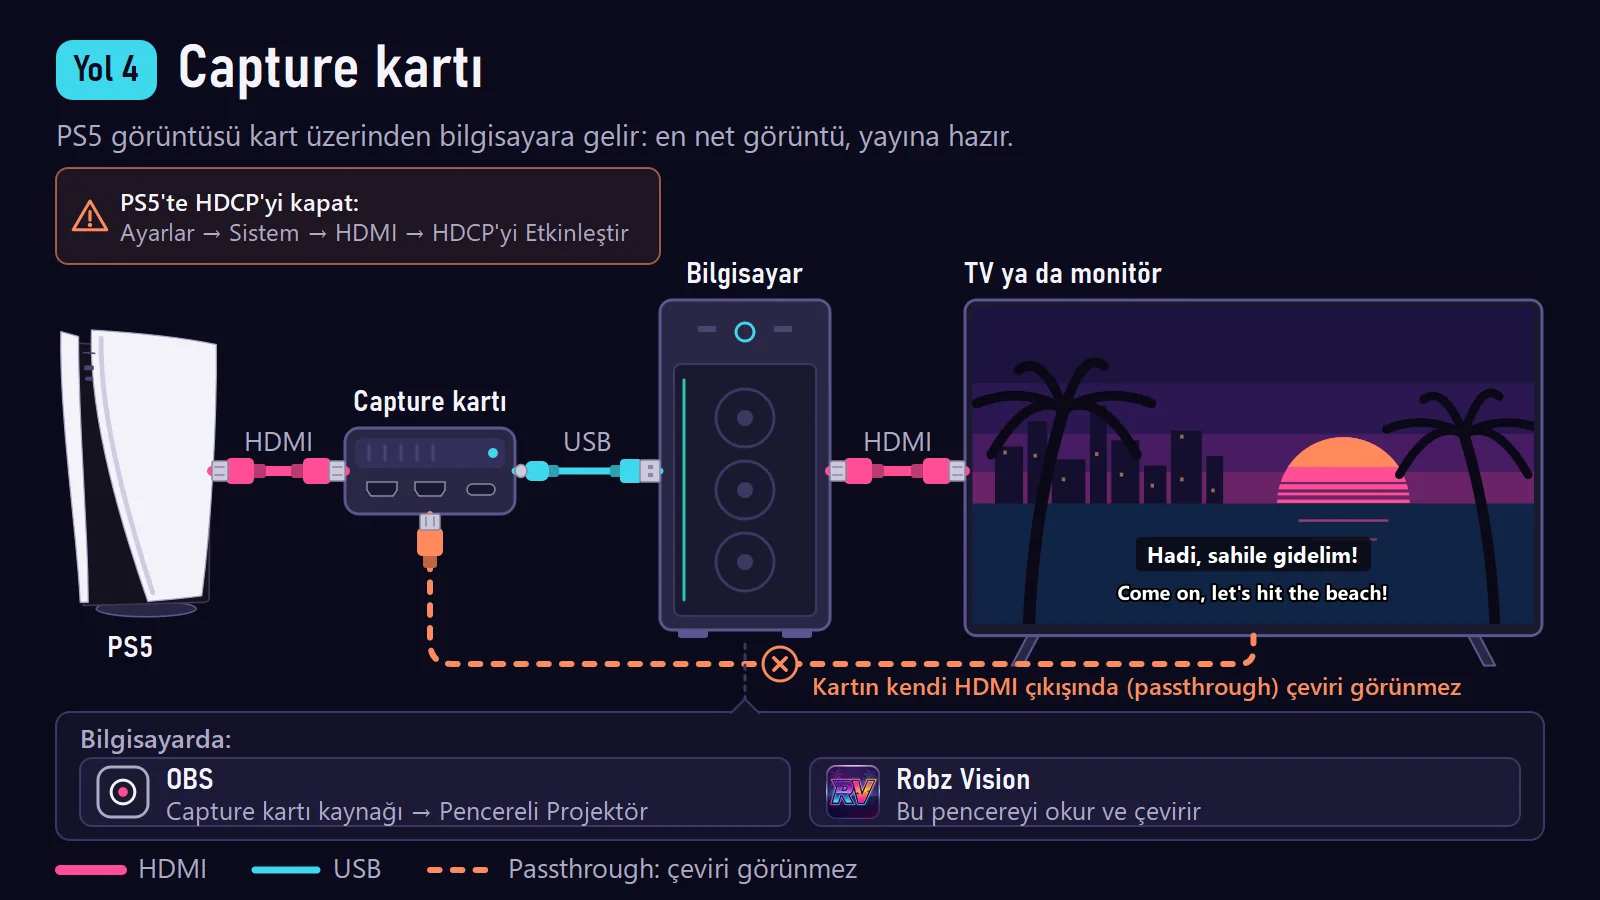 Yol 4
Capture kartı
PS5 görüntüsü kart üzerinden bilgisayara gelir: en net görüntü, yayına hazır.
PS5'te HDCP'yi kapat:
Ayarlar → Sistem → HDMI → HDCP'yi Etkinleştir
Bilgisayar
TV ya da monitör
Capture kartı
HDMI
USB
HDMI
Hadi, sahile gidelim!
Come on, let's hit the beach!
PS5
Kartın kendi HDMI çıkışında (passthrough) çeviri görünmez
Bilgisayarda:
OBS
Capture kartı kaynağı → Pencereli Projektör
RV
Robz Vision
Bu pencereyi okur ve çevirir
HDMI
USB
Passthrough: çeviri görünmez